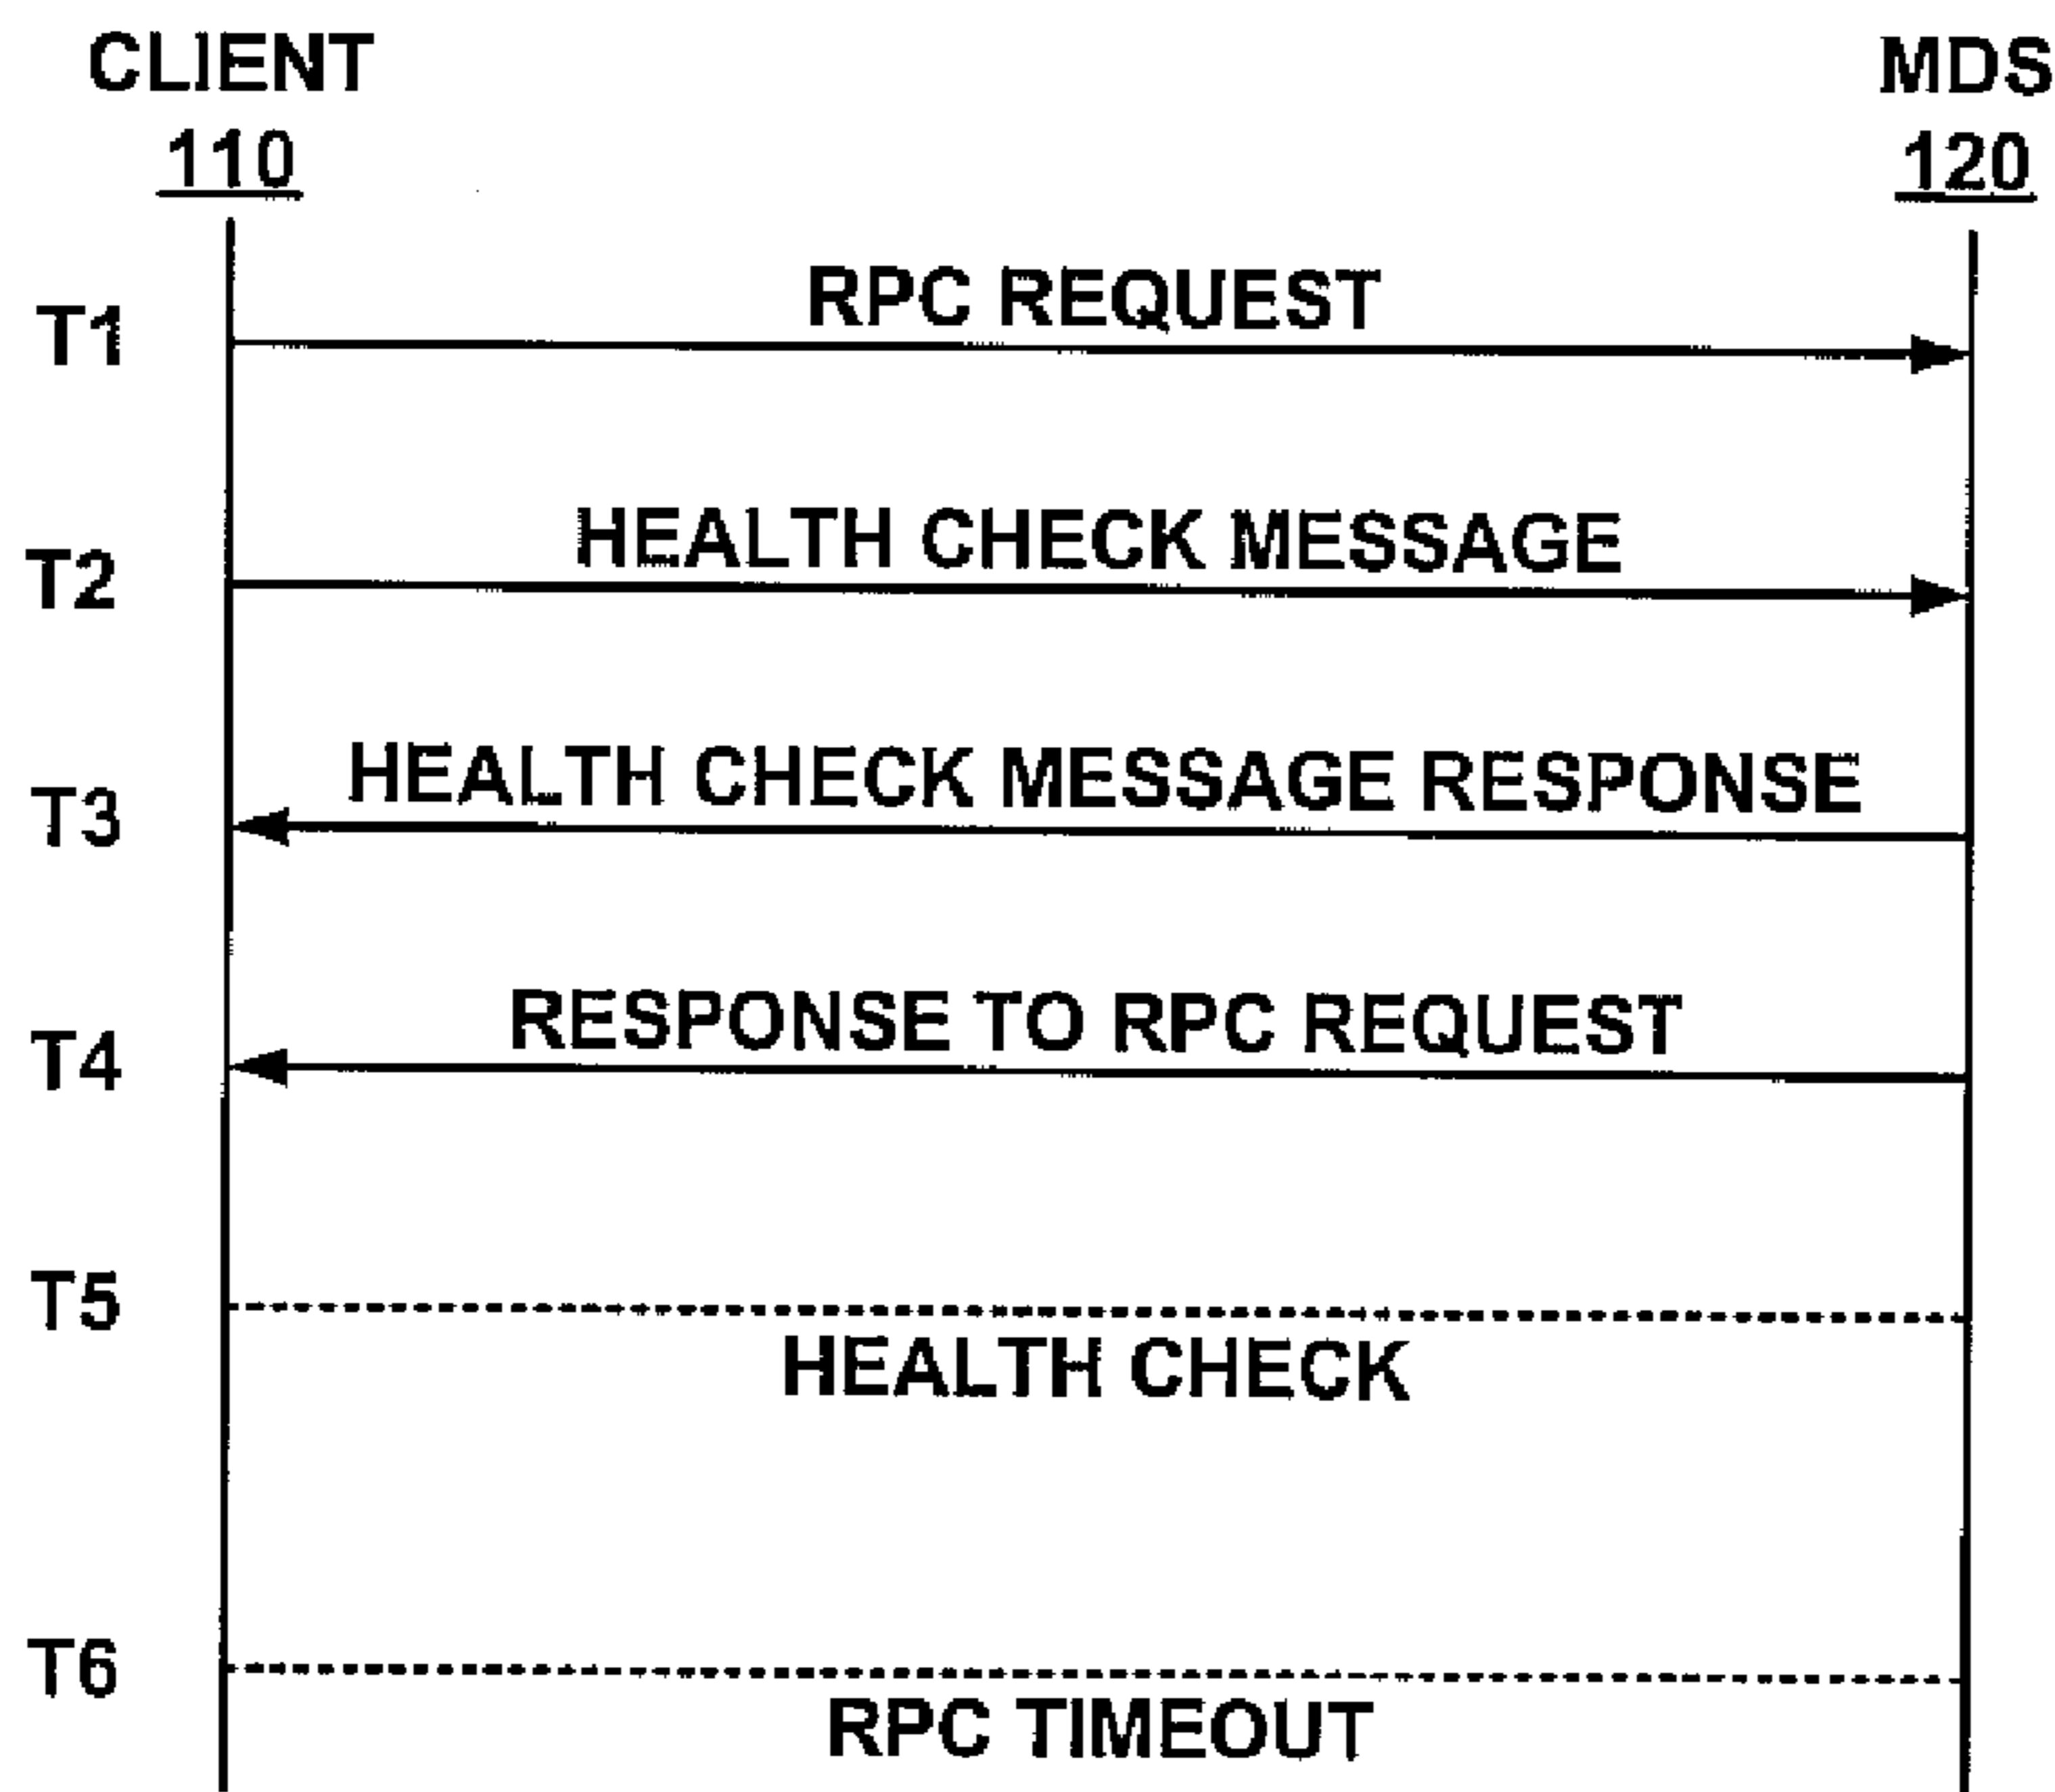 CLIENT
110
MDS
120
T1
RPC REQUEST
T2
HEALTH CHECK MESSAGE
T3
HEALTH CHECK MESSAGE RESPONSE
T4
RESPONSE TO RPC REQUEST
T5
HEALTH CHECK
T6
RPC TIMEOUT